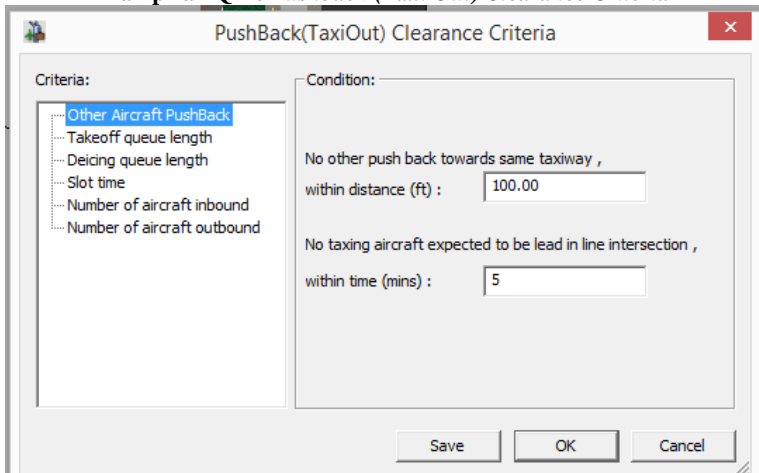 PushBack(TaxiOut) Clearance Criteria
Criteria:
Other Aircraft PushBack
Takeoff queue length
Deicing queue length
Slot time
Number of aircraft inbound
Number of aircraft outbound
Condition:
No other push back towards same taxiway ,
within distance (ft) : 100.00
No taxing aircraft expected to be lead in line intersection ,
within time (mins) : 5
Save OK Cancel